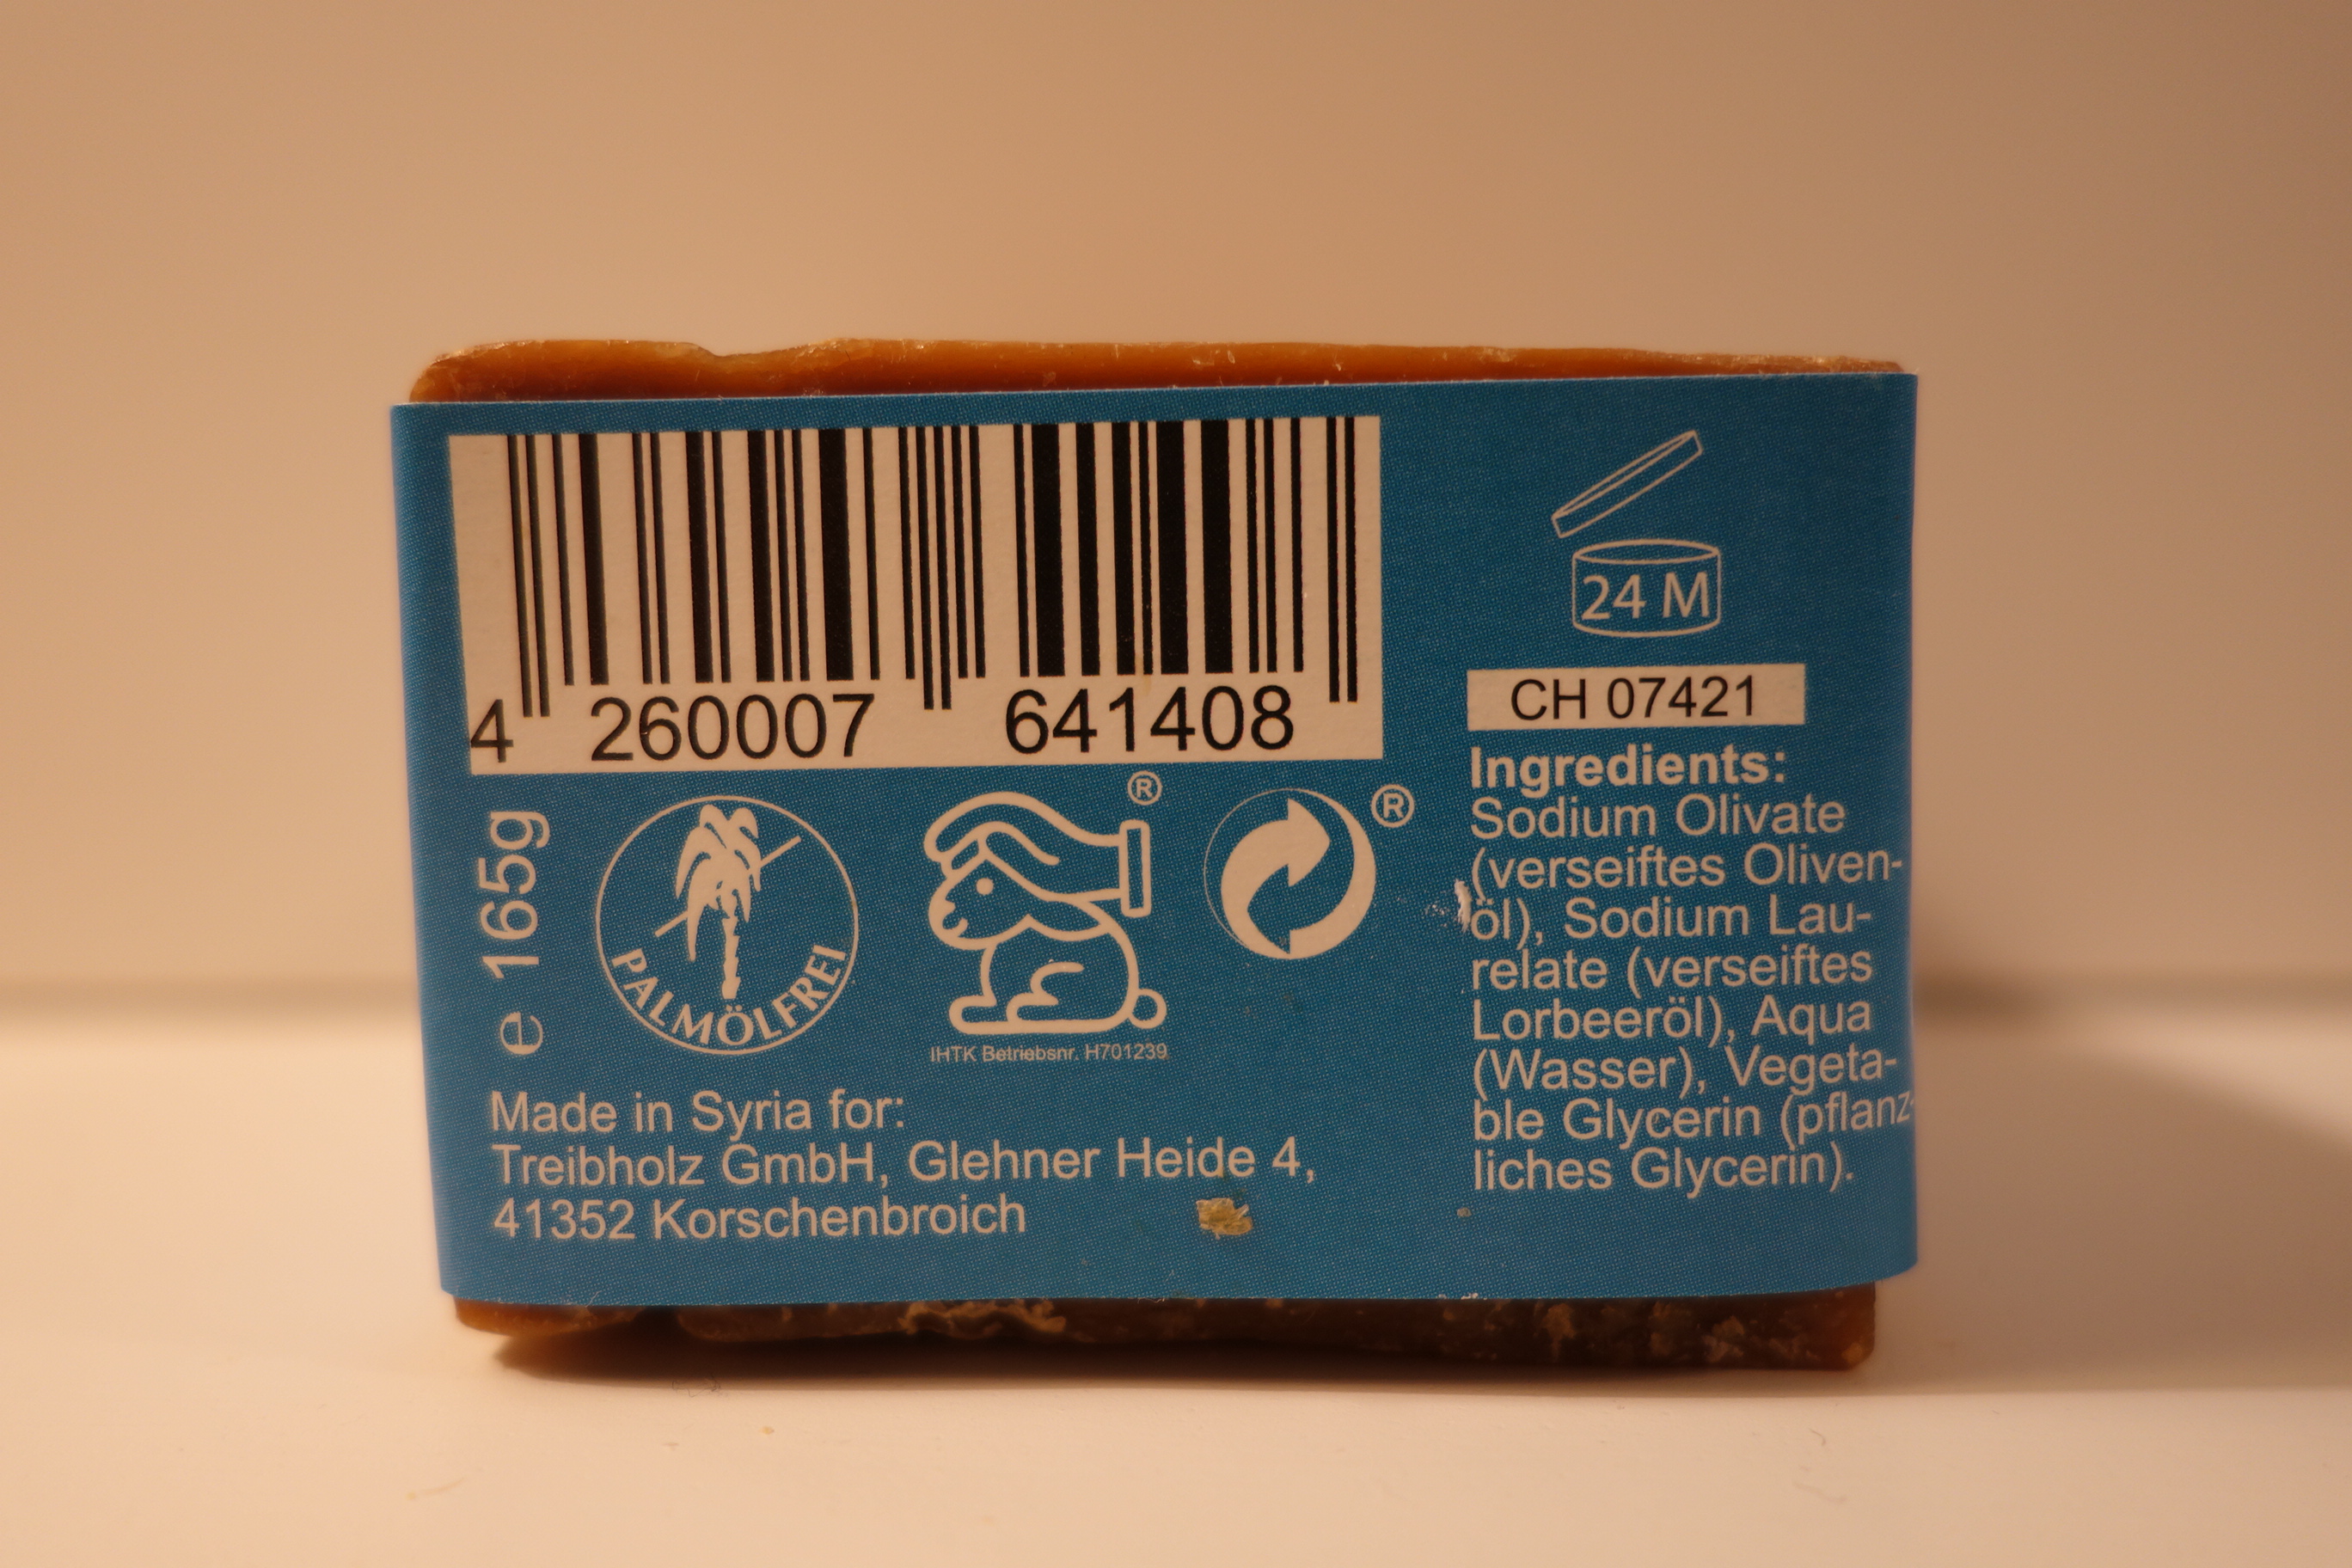 4 260007 641408
e 165g
PALMÖLFREI
®
IHTK Betriebsnr. H701239
®
Made in Syria for:
Treibholz GmbH, Glehner Heide 4,
41352 Korschenbroich
24 M
CH 07421
Ingredients:
Sodium Olivate
(verseiftes Oliven-
öl), Sodium Lau-
relate (verseiftes
Lorbeeröl), Aqua
(Wasser), Vegeta-
ble Glycerin (pflanz-
liches Glycerin).